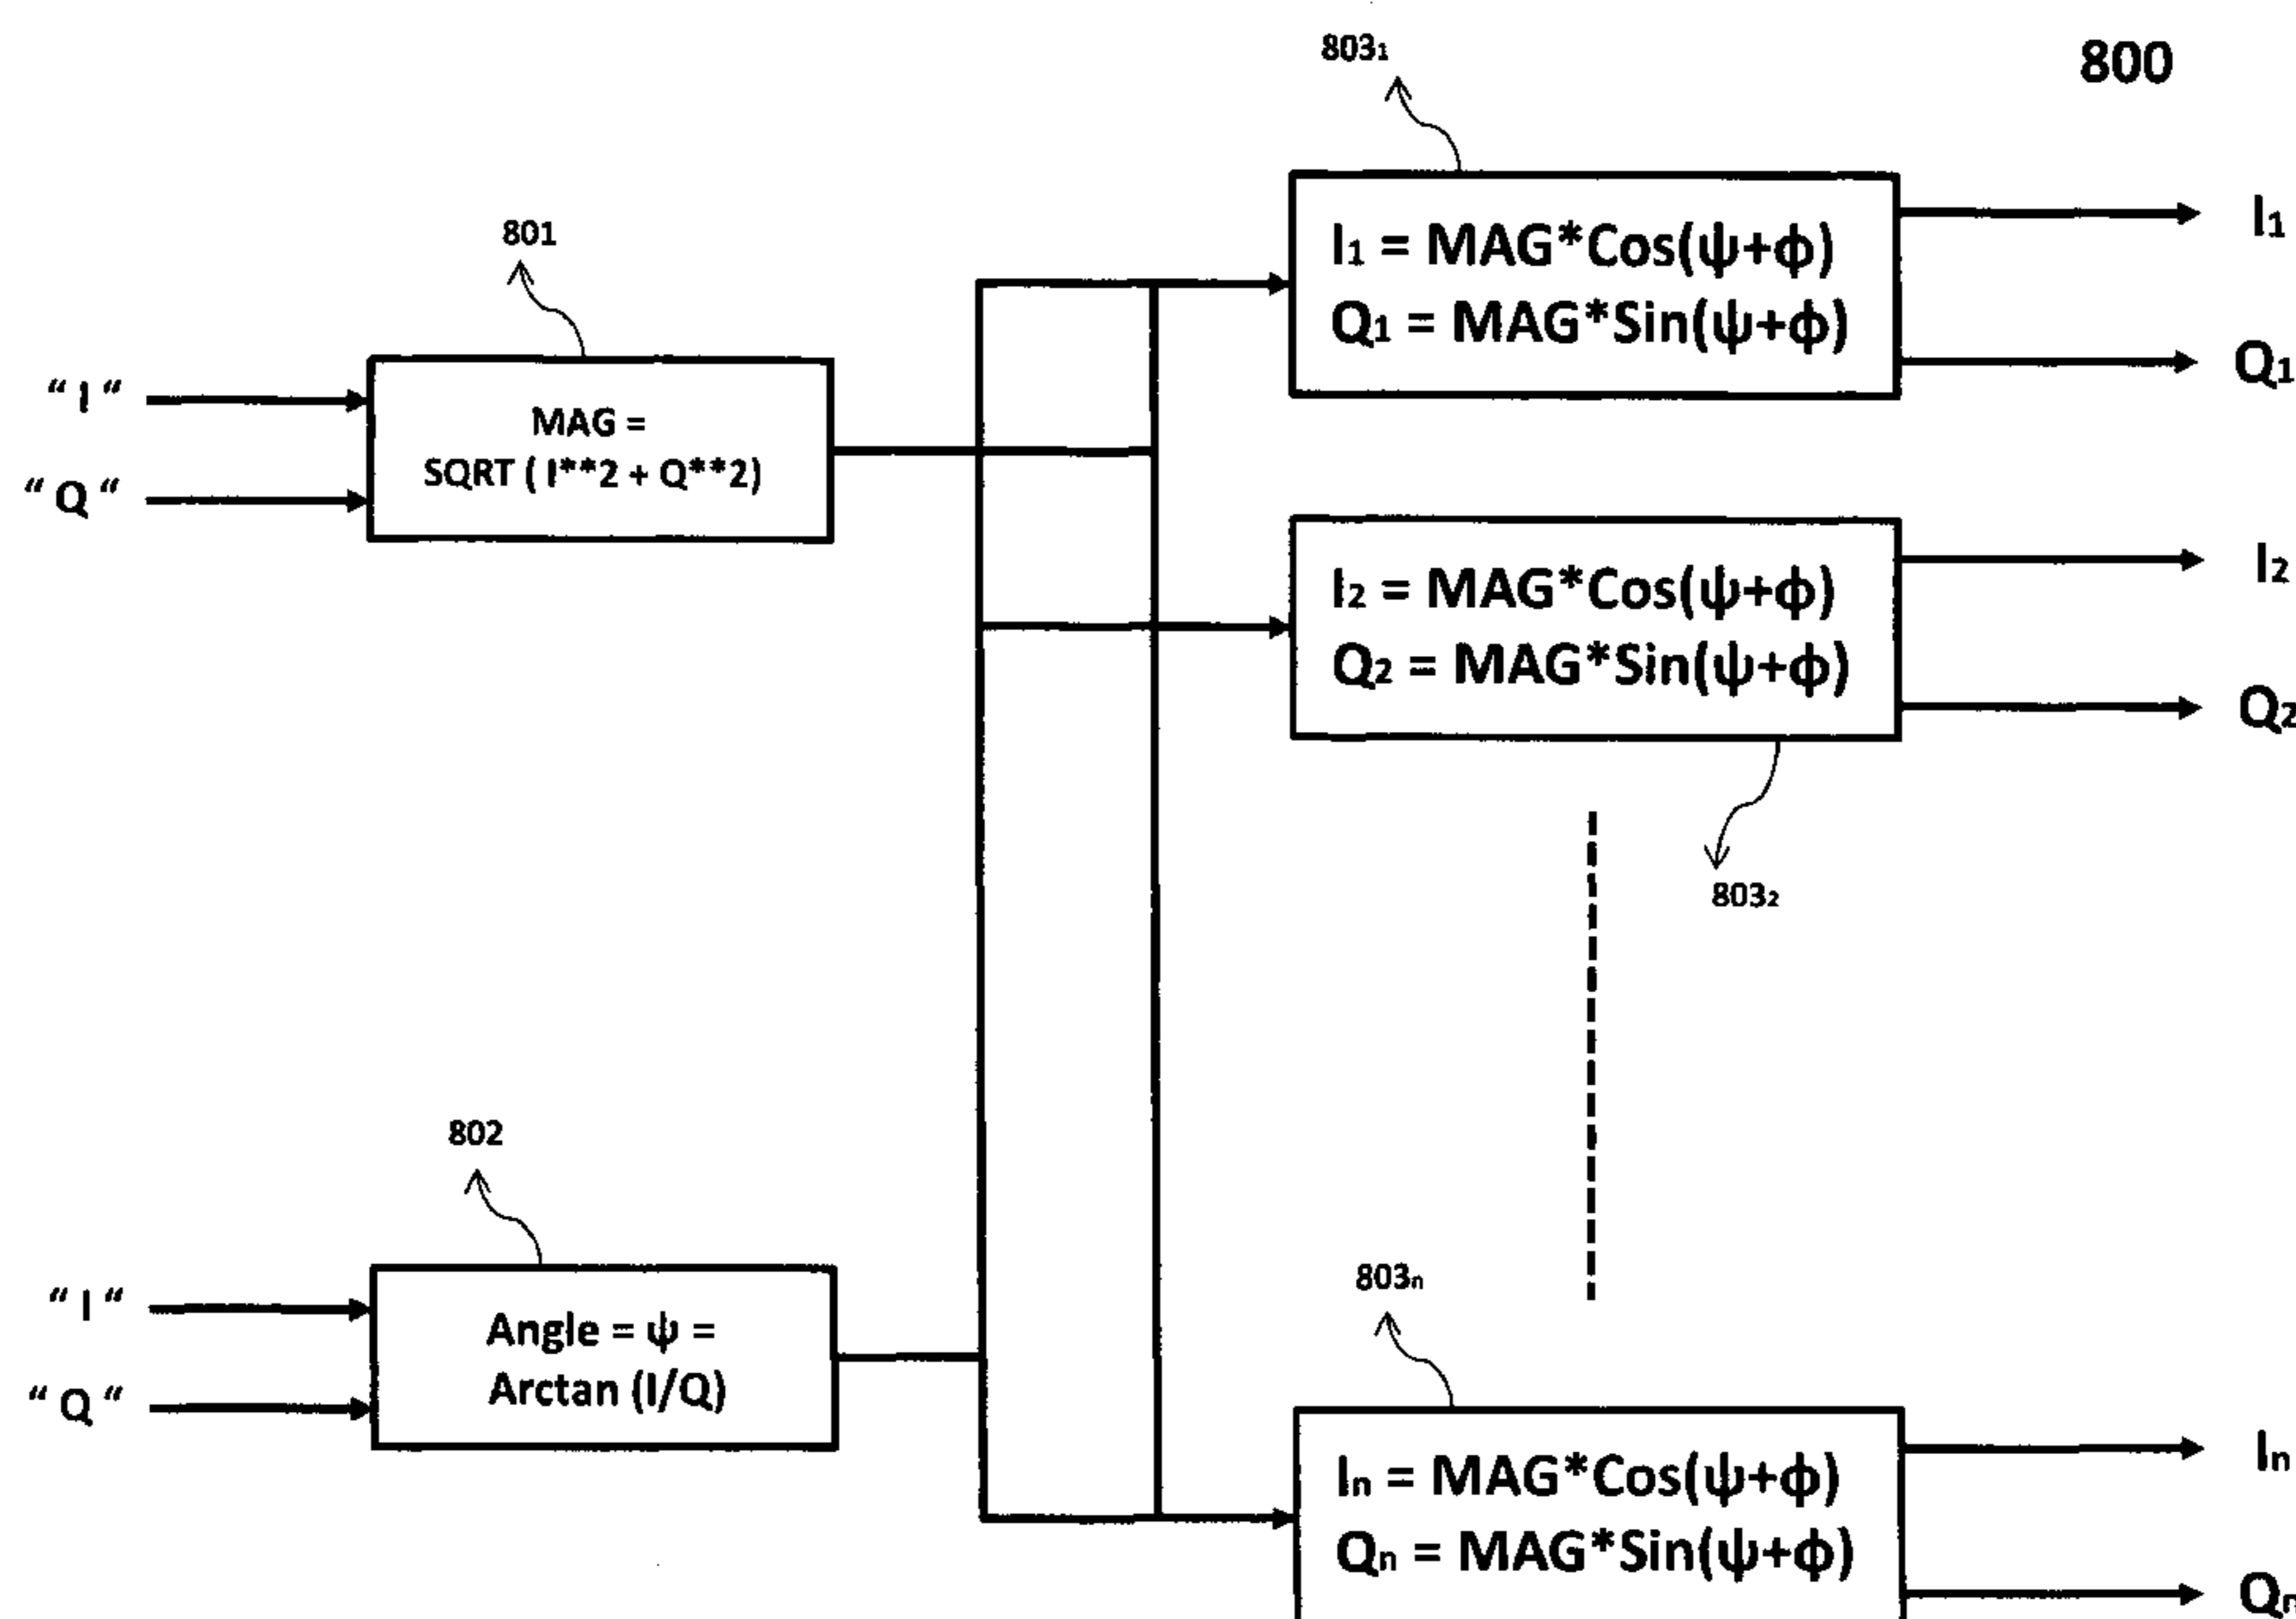 800
803₁
I₁ = MAG*Cos(ψ+ϕ)
Q₁ = MAG*Sin(ψ+ϕ)
I₁
Q₁
801
“ I “
“ Q “
MAG =
SQRT ( I**2 + Q**2)
I₂ = MAG*Cos(ψ+ϕ)
Q₂ = MAG*Sin(ψ+ϕ)
I₂
Q₂
803₂
802
“ I “
“ Q “
Angle = ψ =
Arctan (I/Q)
803ₙ
Iₙ = MAG*Cos(ψ+ϕ)
Qₙ = MAG*Sin(ψ+ϕ)
Iₙ
Qₙ